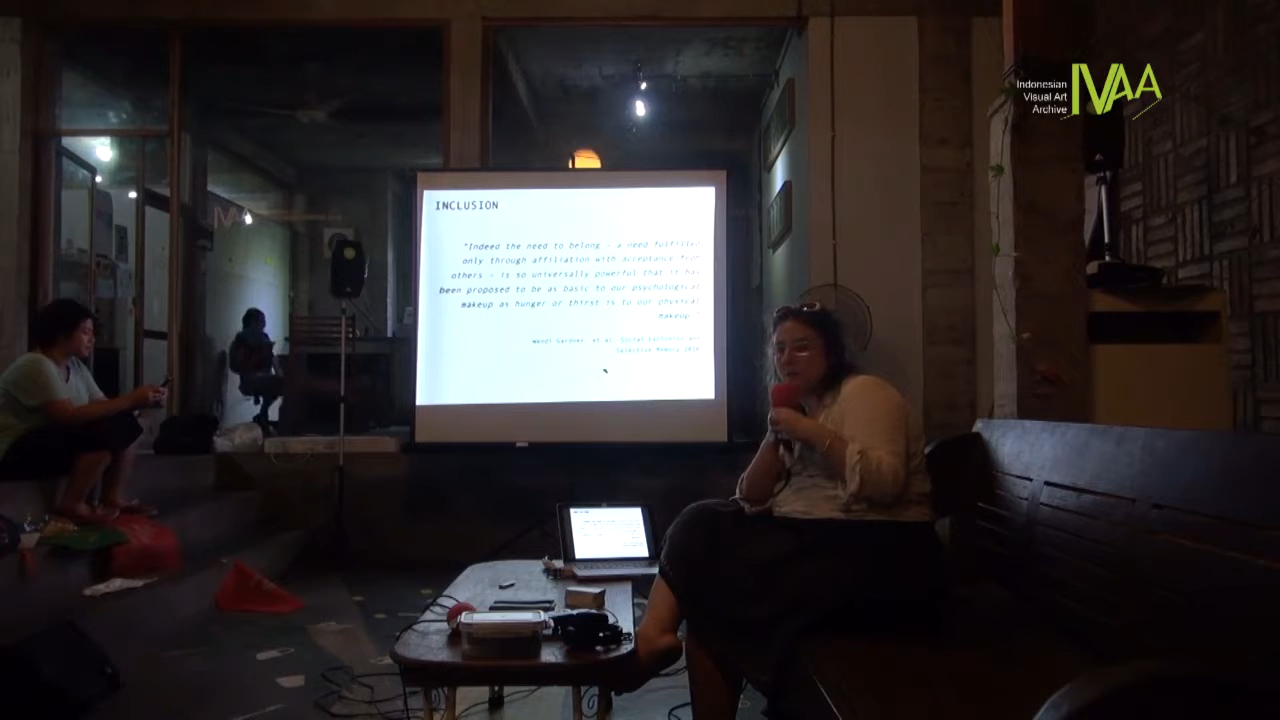 Indonesian
Visual Art
Archive
IVAA
IVAA
INCLUSION
"Indeed the need to belong – a need fulfilled
only through affiliation with acceptance from
others – is so universally powerful that it has
been proposed to be as basic to our psychological
makeup as hunger or thirst is to our physical
makeup."
Wendi Gardner, et al. Social Exclusion and
Selective Memory 2000